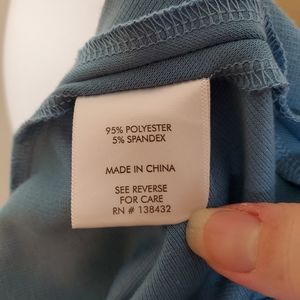 95% POLYESTER
5% SPANDEX
MADE IN CHINA
SEE REVERSE
FOR CARE
RN # 138432